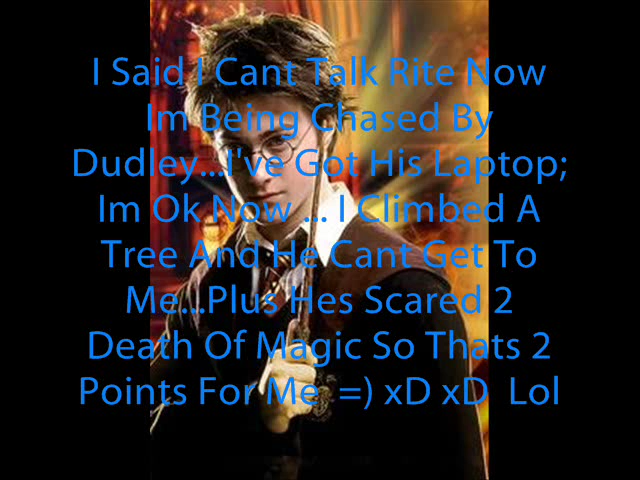 I Said I Cant Talk Rite Now
Im Being Chased By
Dudley...I've Got His Laptop;
Im Ok Now ... I Climbed A
Tree And He Cant Get To
Me...Plus Hes Scared 2
Death Of Magic So Thats 2
Points For Me  =) xD xD  Lol